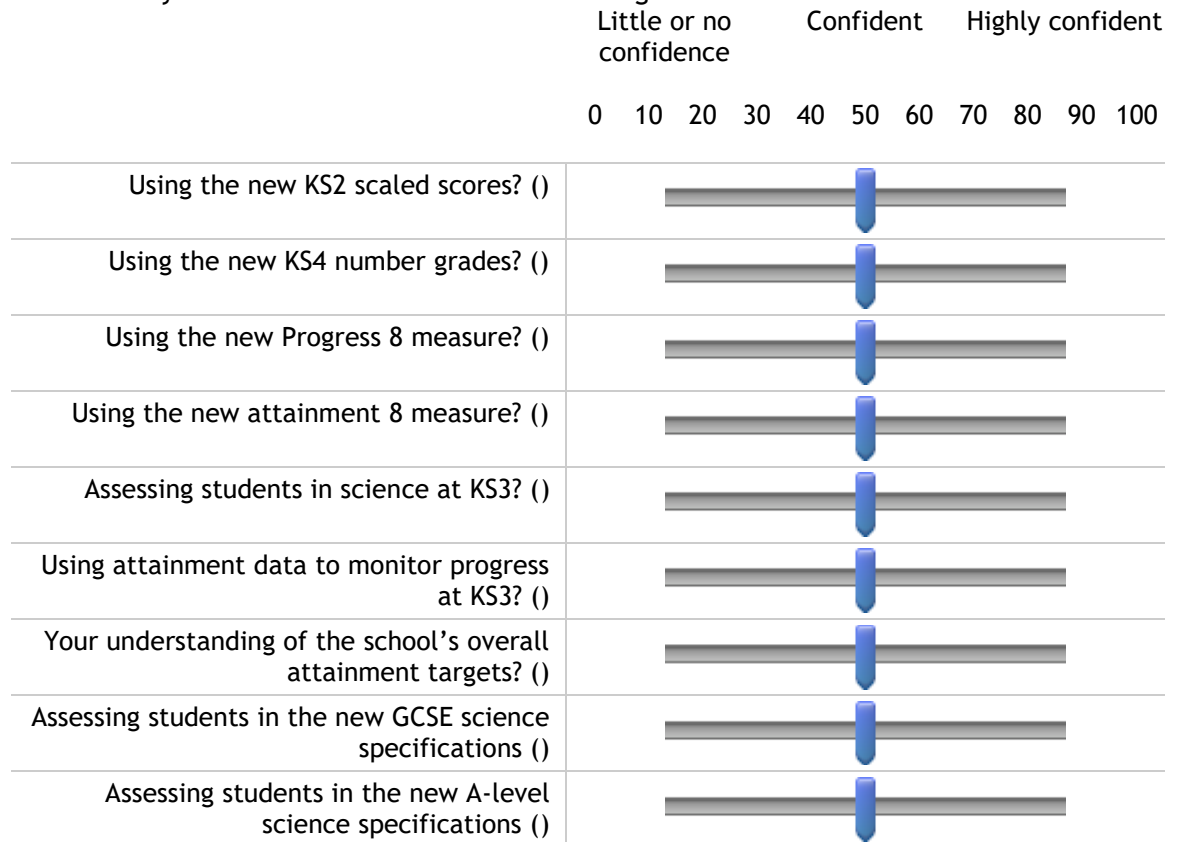 Little or no confidence
Confident
Highly confident
0 10 20 30 40 50 60 70 80 90 100
Using the new KS2 scaled scores? ()
Using the new KS4 number grades? ()
Using the new Progress 8 measure? ()
Using the new attainment 8 measure? ()
Assessing students in science at KS3? ()
Using attainment data to monitor progress
at KS3? ()
Your understanding of the school's overall
attainment targets? ()
Assessing students in the new GCSE science
specifications ()
Assessing students in the new A-level
science specifications ()